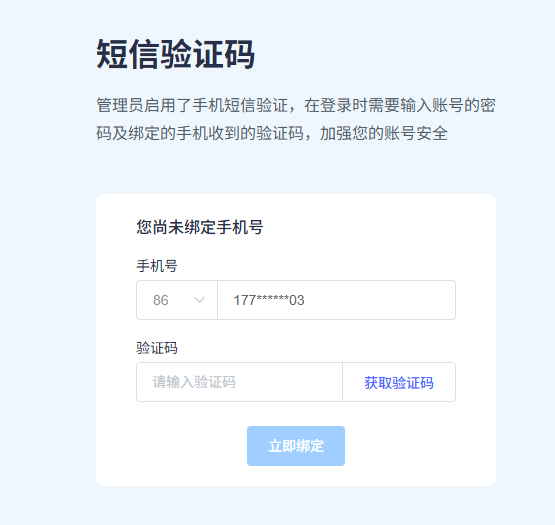 短信验证码
管理员启用了手机短信验证，在登录时需要输入账号的密
码及绑定的手机收到的验证码，加强您的账号安全
您尚未绑定手机号
手机号
86 177******03
验证码
请输入验证码 获取验证码
立即绑定